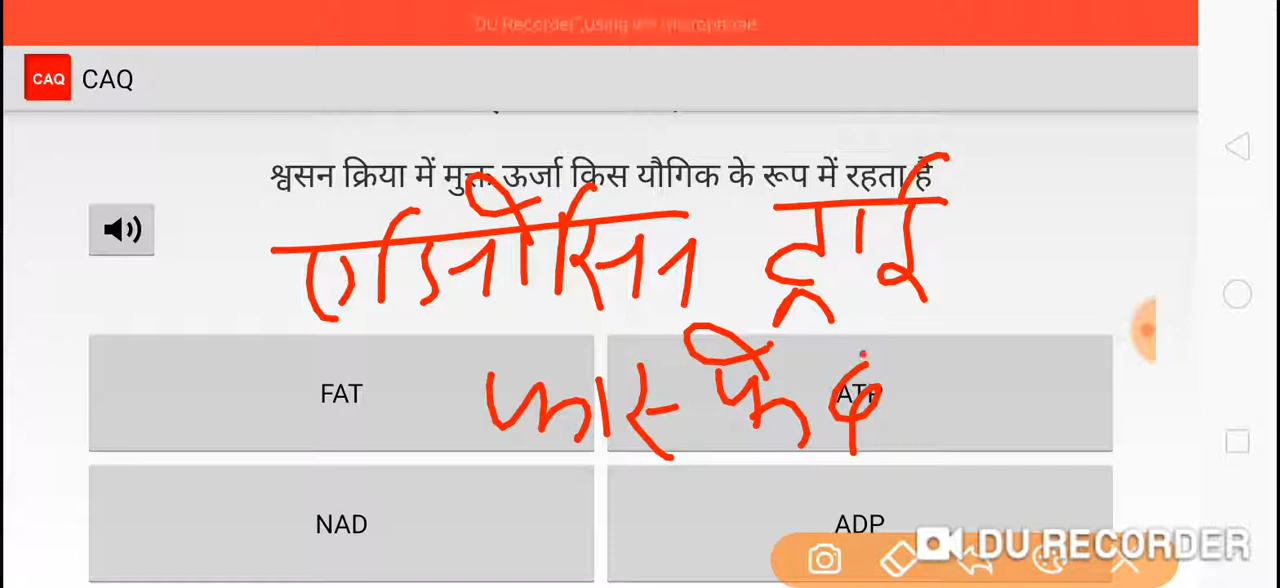 DU Recorder",using the microphone
CAQ CAQ
श्वसन क्रिया में मुक्त ऊर्जा किस यौगिक के रूप में रहता है
एडिनोसिन ट्राई
फास्फे
FAT
ATP
NAD
ADP
DU RECORDER